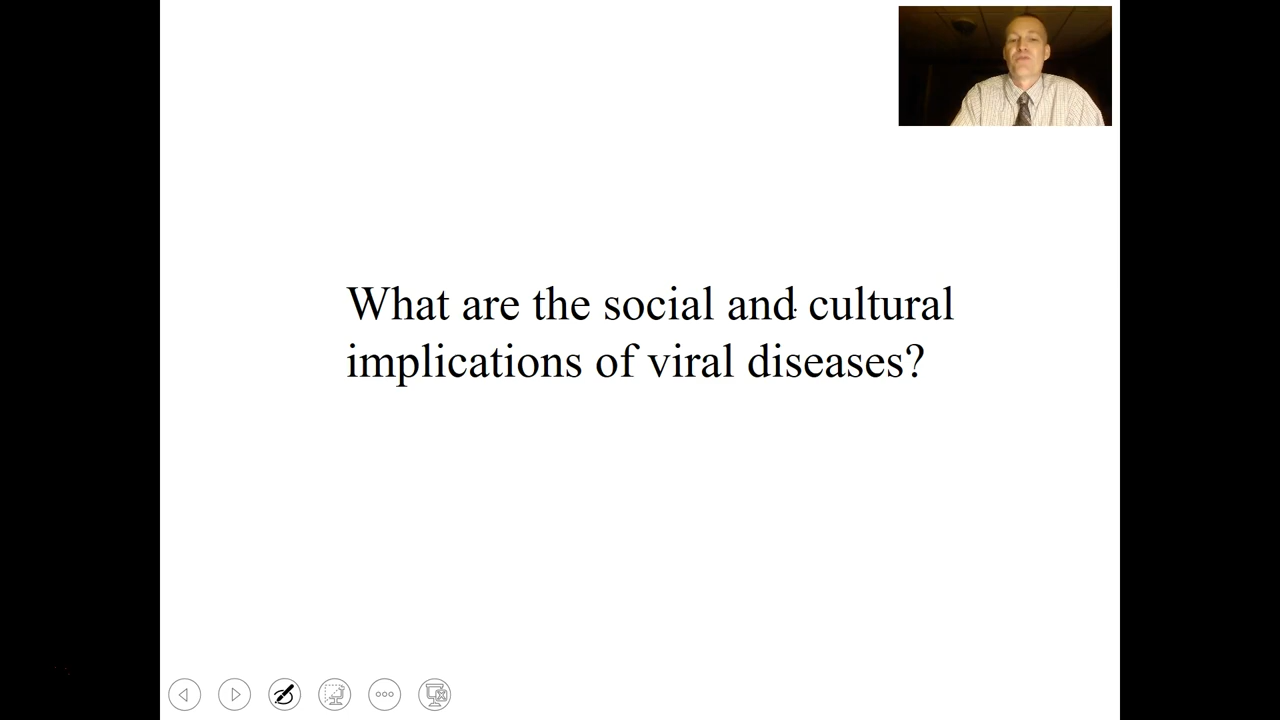 What are the social and cultural
implications of viral diseases?